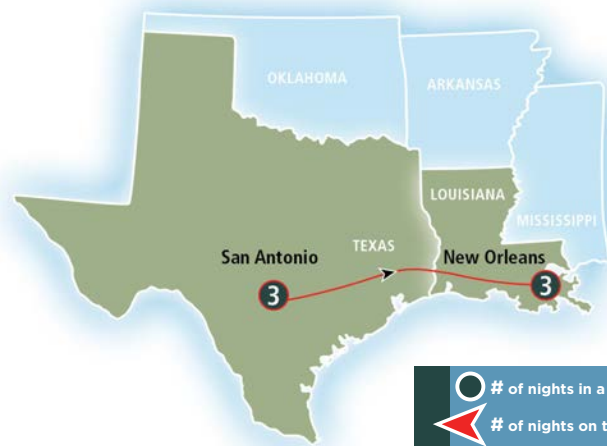 OKLAHOMA
ARKANSAS
LOUISIANA
MISSISSIPPI
TEXAS
San Antonio
New Orleans
3
3
# of nights in a
# of nights on t